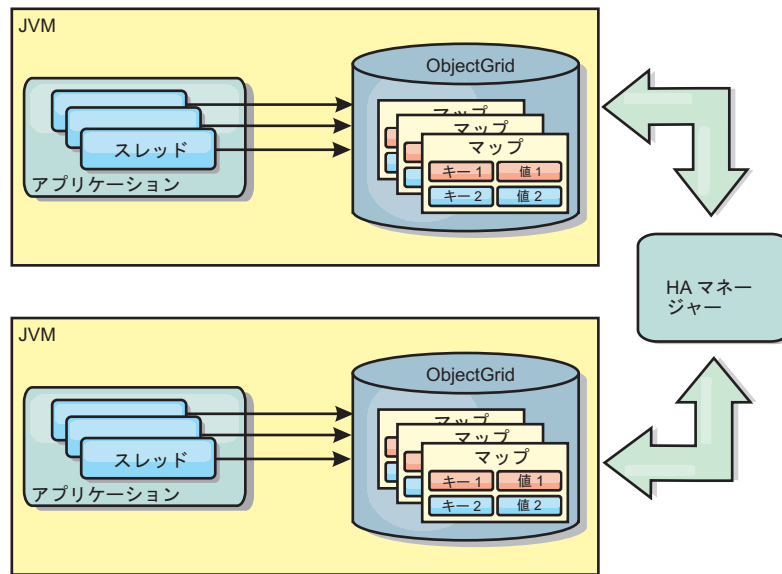 JVM
ObjectGrid
マップ
マップ
マップ
スレッド
キー 1
値 1
キー 2
値 2
アプリケーション
HA マネー
ジャー
JVM
ObjectGrid
マップ
マップ
マップ
スレッド
キー 1
値 1
キー 2
値 2
アプリケーション